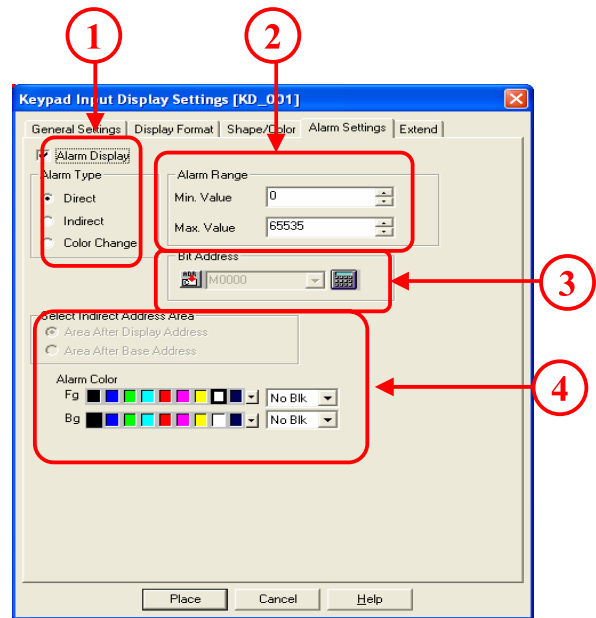 1 2
Keypad Input Display Settings [KD_001]
General Settings Display Format Shape/Color Alarm Settings Extend
Alarm Display
Alarm Type Alarm Range
Direct Min. Value 0
Indirect Max. Value 65535
Color Change
Bit Address
M0000
3
Select Indirect Address Area
Area After Display Address
Area After Base Address
Alarm Color
4
Fg No Blk
Bg No Blk
Place Cancel Help